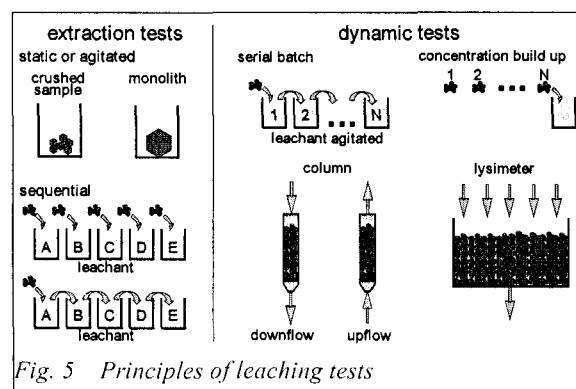 extraction tests
static or agitated
crushed sample
monolith
sequential
A B C D E
leachant
A B C D E
leachant
dynamic tests
serial batch
1 2 ... N
leachant agitated
concentration build up
1 2 ... N
column
downflow
upflow
lysimeter
Fig. 5 Principles of leaching tests